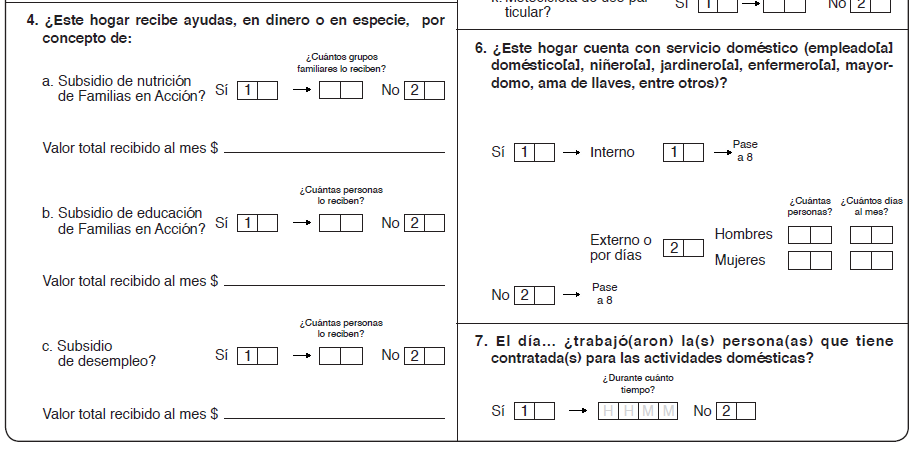 4. ¿Este hogar recibe ayudas, en dinero o en especie, por
concepto de:
¿Cuántos grupos
familiares lo reciben?
a. Subsidio de nutrición
de Familias en Acción? Sí 1 No 2
Valor total recibido al mes $
¿Cuántas personas
lo reciben?
b. Subsidio de educación
de Familias en Acción? Sí 1 No 2
Valor total recibido al mes $
¿Cuántas personas
lo reciben?
c. Subsidio
de desempleo? Sí 1 No 2
Valor total recibido al mes $
ticular? Sí 1 No 2
6. ¿Este hogar cuenta con servicio doméstico (empleado[a]
doméstico[a], niñero[a], jardinero[a], enfermero[a], mayor-
domo, ama de llaves, entre otros)?
Sí 1 Interno 1 Pase
a 8
¿Cuántas ¿Cuántos días
personas? al mes?
Externo o
por días 2 Hombres
Mujeres
No 2 Pase
a 8
7. El día... ¿trabajó(aron) la(s) persona(as) que tiene
contratada(s) para las actividades domésticas?
¿Durante cuánto
tiempo?
Sí 1 H H M M No 2